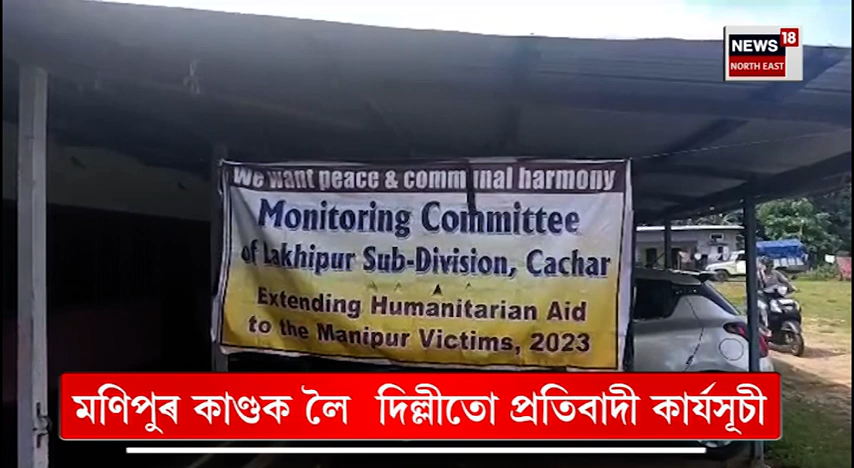 NEWS 18
NORTH EAST
We want peace & communal harmony
Monitoring Committee
of Lakhipur Sub-Division, Cachar
Extending Humanitarian Aid
to the Manipur Victims, 2023
মণিপুৰ কাণ্ডক লৈ দিল্লীতো প্ৰতিবাদী কাৰ্যসূচী